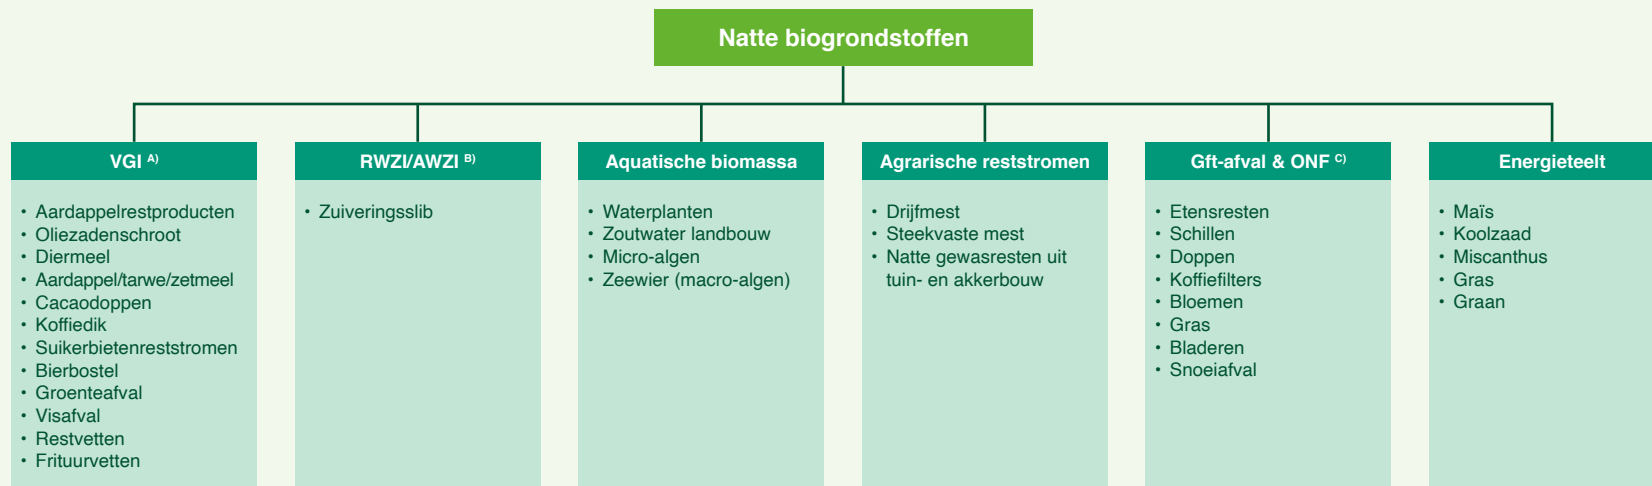 Natte biogrondstoffen
VGI A)
• Aardappelrestproducten
• Oliezadenschroot
• Diermeel
• Aardappel/tarwe/zetmeel
• Cacaodoppen
• Koffiedik
• Suikerbietenreststromen
• Bierbostel
• Groenteafval
• Visafval
• Restvetten
• Frituurvetten
RWZI/AWZI B)
• Zuiveringsslib
Aquatische biomassa
• Waterplanten
• Zoutwater landbouw
• Micro-algen
• Zeewier (macro-algen)
Agrarische reststromen
• Drijfmest
• Steekvaste mest
• Natte gewasresten uit
tuin- en akkerbouw
Gft-afval & ONF C)
• Etensresten
• Schillen
• Doppen
• Koffiefilters
• Bloemen
• Gras
• Bladeren
• Snoeiafval
Energieteelt
• Maïs
• Koolzaad
• Miscanthus
• Gras
• Graan